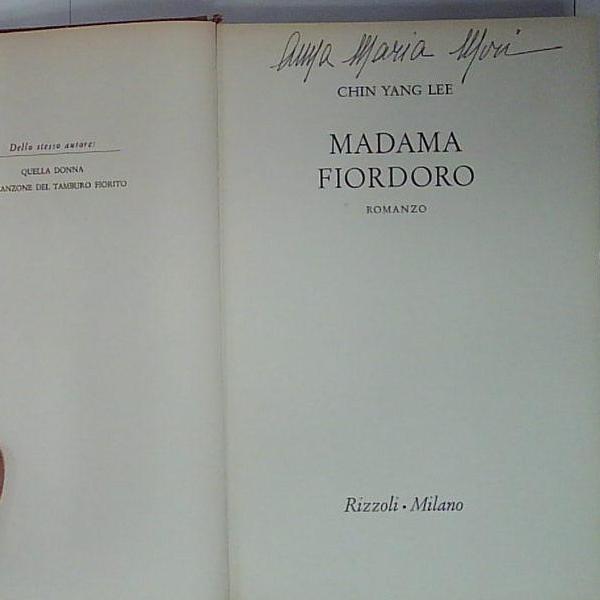 Dello stesso autore:
QUELLA DONNA
ANZONE DEL TAMBURO FIORITO
Anna Maria Mori
CHIN YANG LEE
MADAMA
FIORDORO
ROMANZO
Rizzoli • Milano